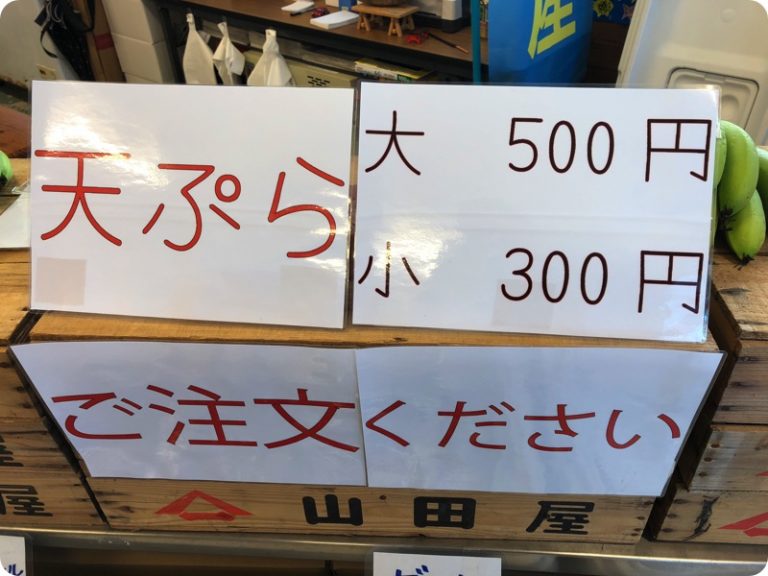 天ぷら
大 500円
小 300円
ご注文ください
山田屋
屋